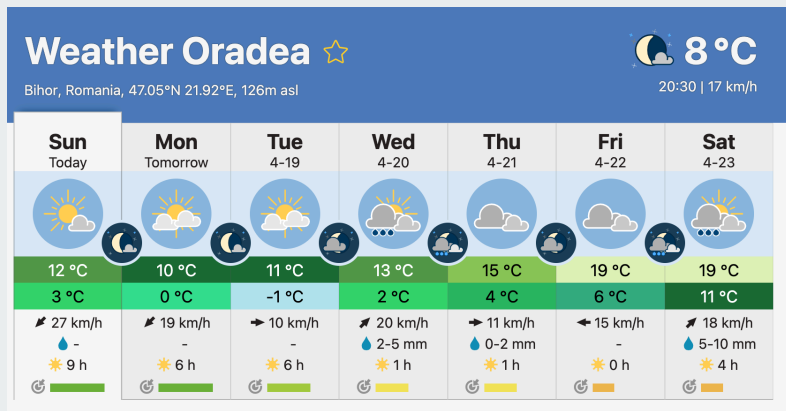 Weather Oradea
8 °C
Bihor, Romania, 47.05°N 21.92°E, 126m asl
20:30 | 17 km/h
Sun Mon Tue Wed Thu Fri Sat
Today Tomorrow 4-19 4-20 4-21 4-22 4-23
12 °C 10 °C 11 °C 13 °C 15 °C 19 °C 19 °C
3 °C 0 °C -1 °C 2 °C 4 °C 6 °C 11 °C
27 km/h 19 km/h 10 km/h 20 km/h 11 km/h 15 km/h 18 km/h
- - - 2-5 mm 0-2 mm - 5-10 mm
9 h 6 h 6 h 1 h 1 h 0 h 4 h